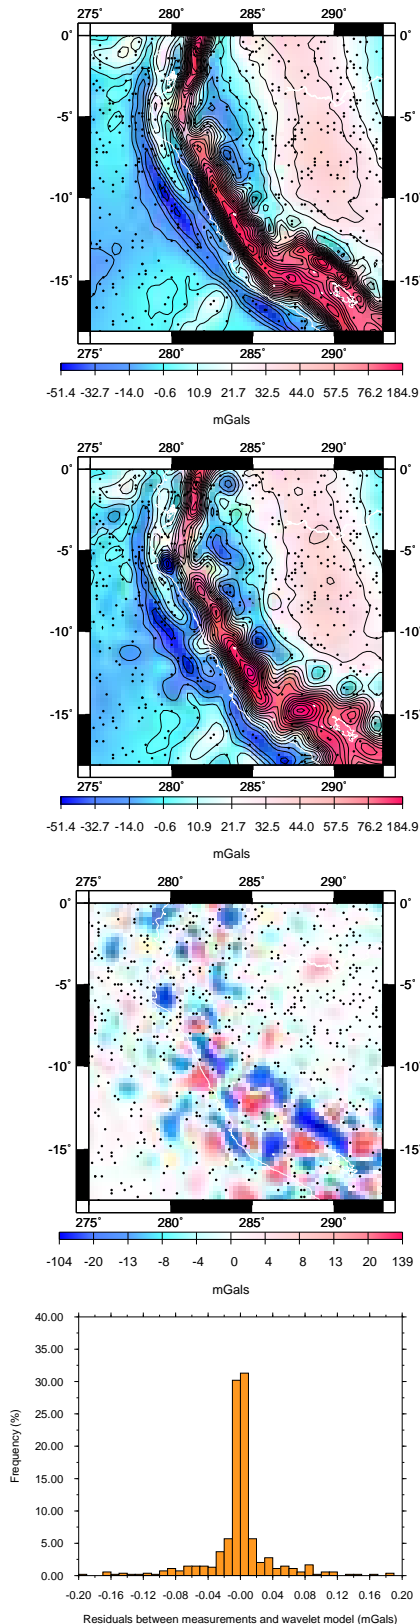 275˚ 280˚ 285˚ 290˚
0˚ 0˚
-5˚ -5˚
-10˚ -10˚
-15˚ -15˚
275˚ 280˚ 285˚ 290˚
-51.4 -32.7 -14.0 -0.6 10.9 21.7 32.5 44.0 57.5 76.2 184.9
mGals
275˚ 280˚ 285˚ 290˚
0˚ 0˚
-5˚ -5˚
-10˚ -10˚
-15˚ -15˚
275˚ 280˚ 285˚ 290˚
-51.4 -32.7 -14.0 -0.6 10.9 21.7 32.5 44.0 57.5 76.2 184.9
mGals
275˚ 280˚ 285˚ 290˚
0˚ 0˚
-5˚ -5˚
-10˚ -10˚
-15˚ -15˚
275˚ 280˚ 285˚ 290˚
-104 -20 -13 -8 -4 0 4 8 13 20 139
mGals
40.00
35.00
30.00
25.00
20.00
15.00
10.00
5.00
0.00
Frequency (%)
-0.20 -0.16 -0.12 -0.08 -0.04 -0.00 0.04 0.08 0.12 0.16 0.20
Residuals between measurements and wavelet model (mGals)